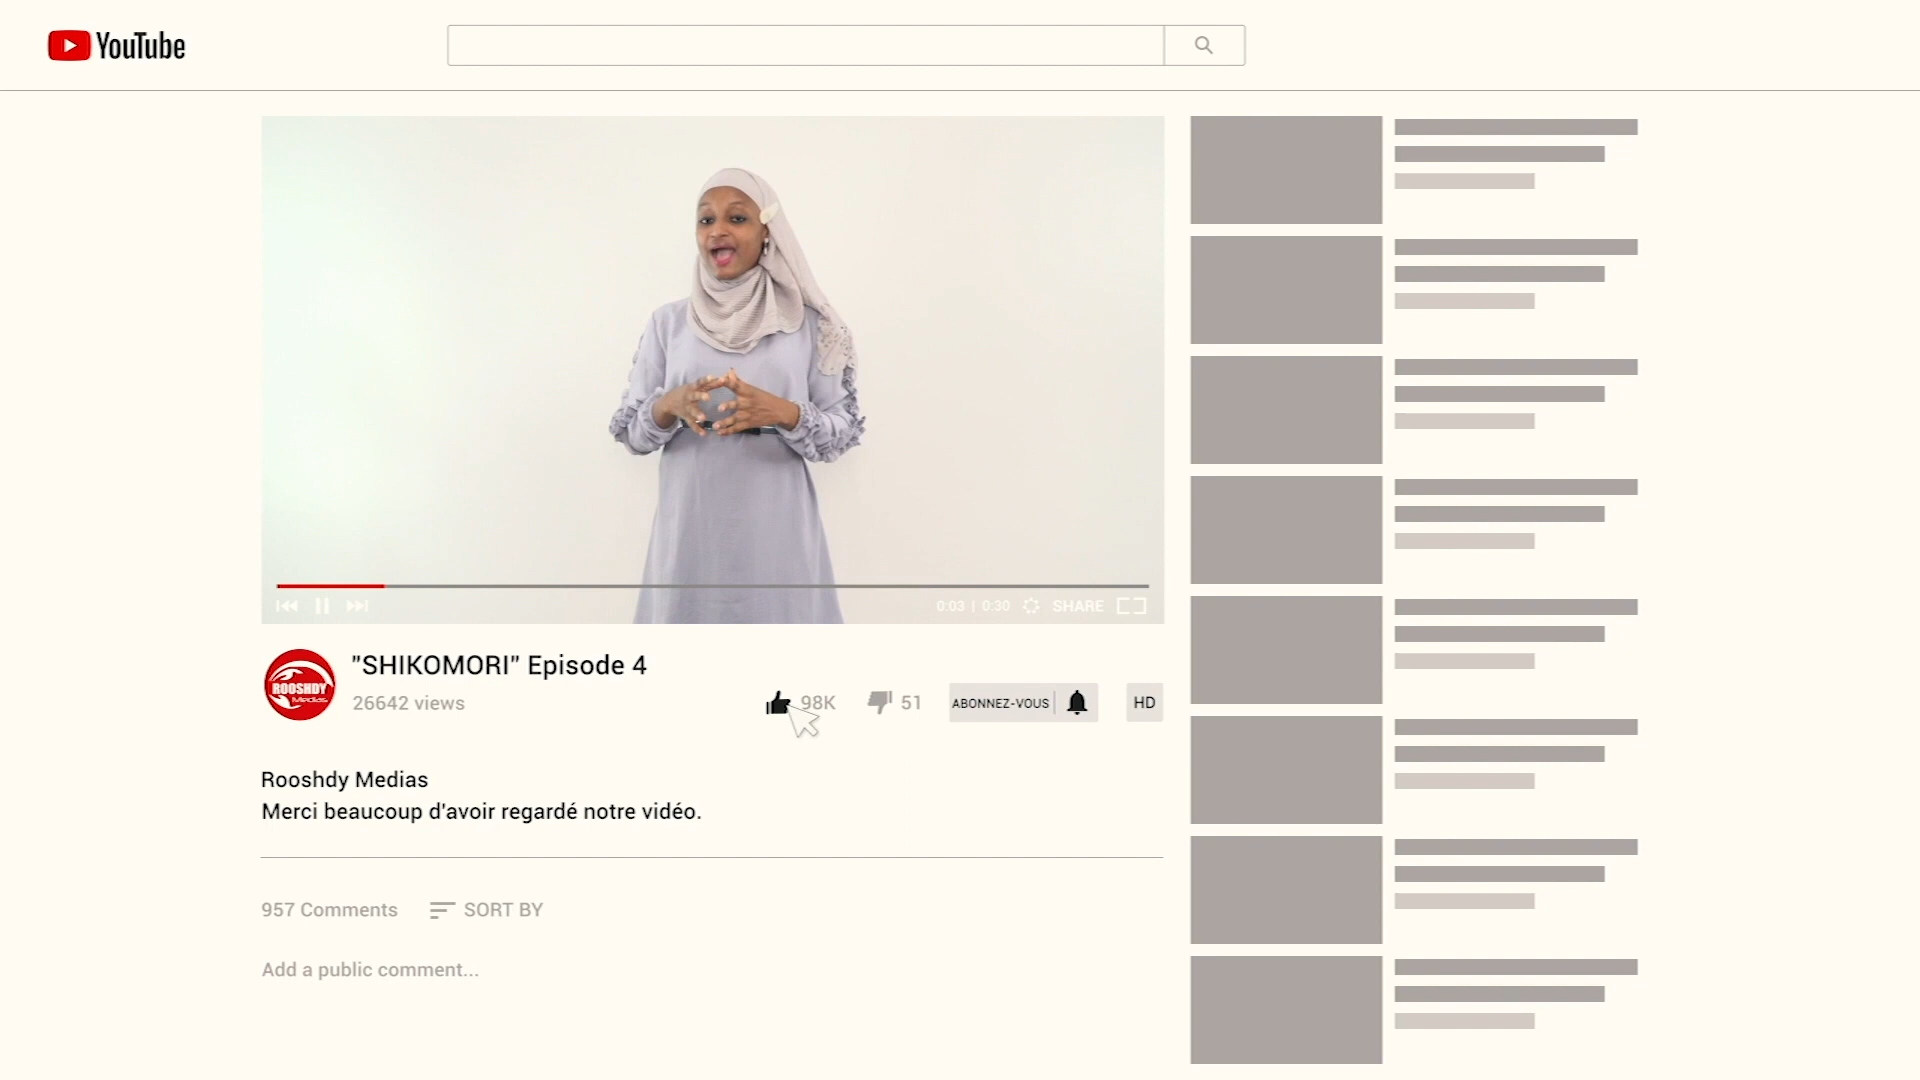 YouTube
0:03 | 0:30 SHARE
ROOSHDY
Medias
"SHIKOMORI" Episode 4
26642 views
98K
51
ABONNEZ-VOUS
HD
Rooshdy Medias
Merci beaucoup d'avoir regardé notre vidéo.
957 Comments
SORT BY
Add a public comment...